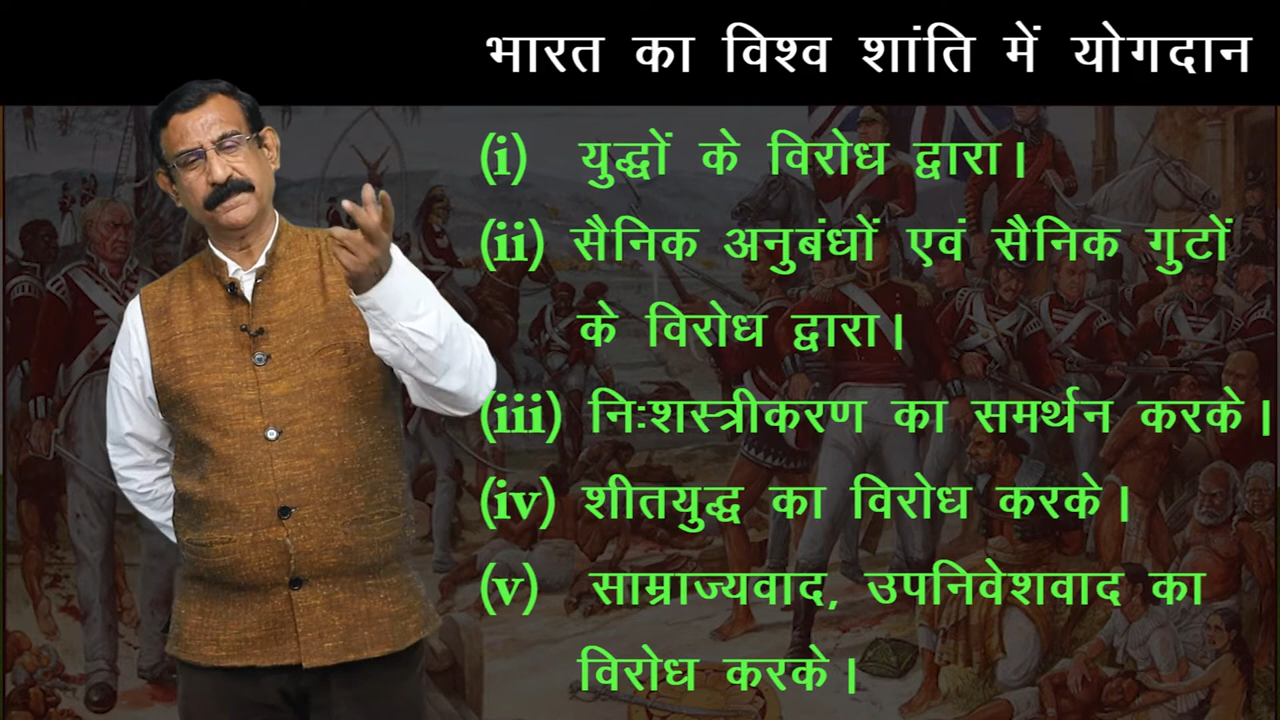 भारत का विश्व शांति में योगदान
(i) युद्धों के विरोध द्वारा।
(ii) सैनिक अनुबंधों एवं सैनिक गुटों
के विरोध द्वारा।
(iii) निःशस्त्रीकरण का समर्थन करके।
(iv) शीतयुद्ध का विरोध करके।
(v) साम्राज्यवाद, उपनिवेशवाद का
विरोध करके।